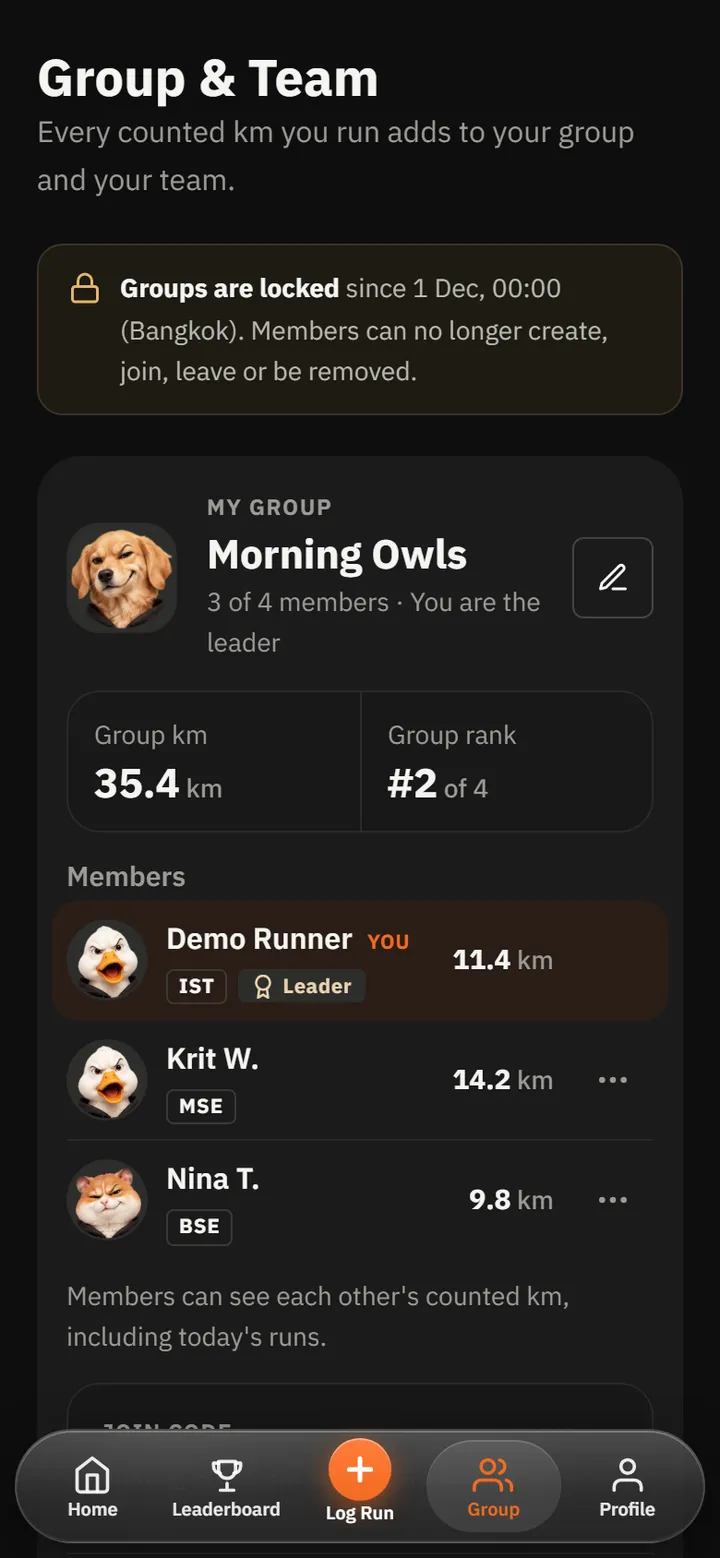 Group & Team
Every counted km you run adds to your group
and your team.
Groups are locked since 1 Dec, 00:00
(Bangkok). Members can no longer create,
join, leave or be removed.
MY GROUP
Morning Owls
3 of 4 members · You are the
leader
Group km
35.4 km
Group rank
#2 of 4
Members
Demo Runner YOU
11.4 km
IST
Leader
Krit W.
14.2 km
MSE
Nina T.
9.8 km
BSE
Members can see each other's counted km,
including today's runs.
JOIN CODE
Home
Leaderboard
Log Run
Group
Profile